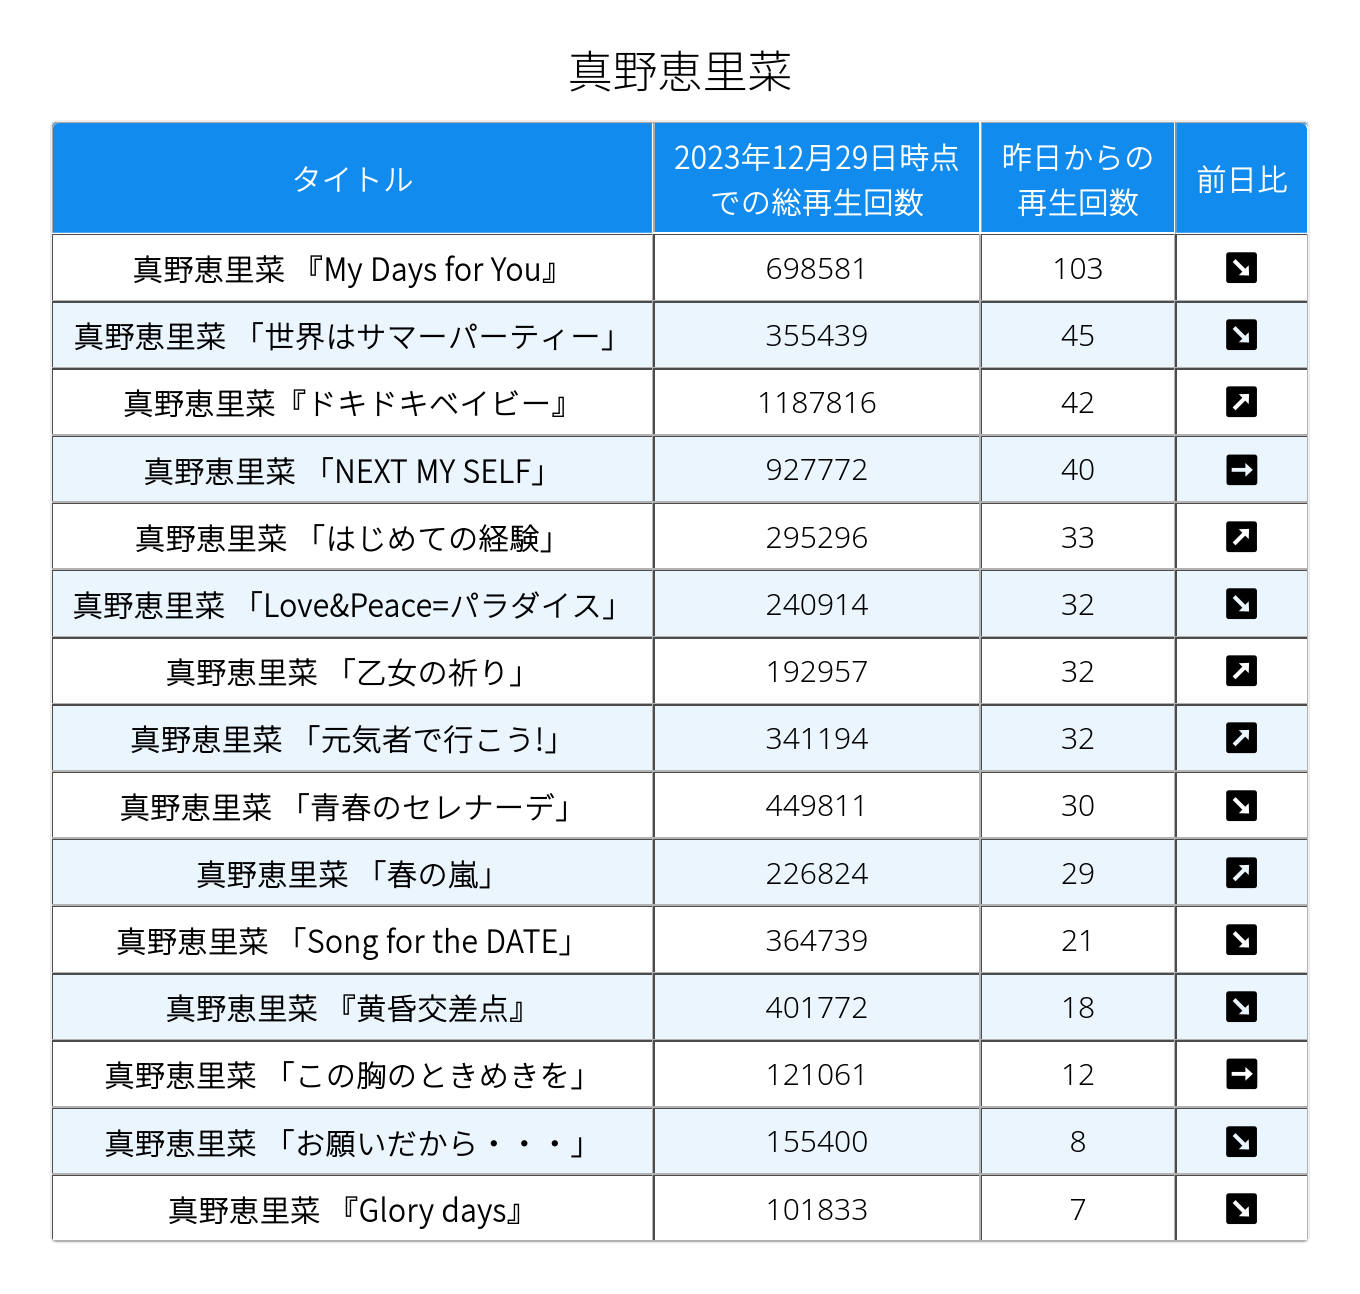 真野恵里菜
タイトル 2023年12月29日時点での総再生回数 昨日からの再生回数 前日比
真野恵里菜 『My Days for You』 698581 103 ↘
真野恵里菜 「世界はサマーパーティー」 355439 45 ↘
真野恵里菜『ドキドキベイビー』 1187816 42 ↗
真野恵里菜 「NEXT MY SELF」 927772 40 →
真野恵里菜 「はじめての経験」 295296 33 ↗
真野恵里菜 「Love&Peace=パラダイス」 240914 32 ↘
真野恵里菜 「乙女の祈り」 192957 32 ↗
真野恵里菜 「元気者で行こう!」 341194 32 ↗
真野恵里菜 「青春のセレナーデ」 449811 30 ↘
真野恵里菜 「春の嵐」 226824 29 ↗
真野恵里菜 「Song for the DATE」 364739 21 ↘
真野恵里菜 『黄昏交差点』 401772 18 ↘
真野恵里菜 「この胸のときめきを」 121061 12 →
真野恵里菜 「お願いだから・・・」 155400 8 ↘
真野恵里菜 『Glory days』 101833 7 ↘